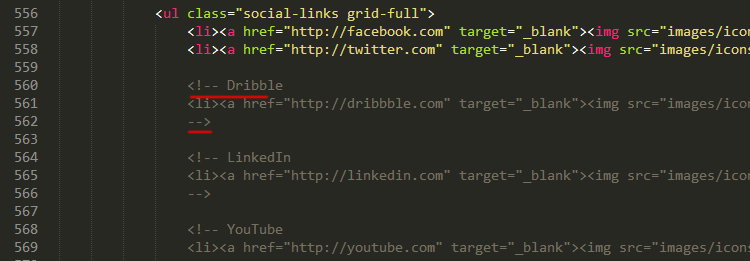 556 <ul class="social-links grid-full">
557 <li><a href="http://facebook.com" target="_blank"><img src="images/icon
558 <li><a href="http://twitter.com" target="_blank"><img src="images/icons
559
560 <!-- Dribble
561 <li><a href="http://dribbble.com" target="_blank"><img src="images/icon
562 -->
563
564 <!-- LinkedIn
565 <li><a href="http://linkedin.com" target="_blank"><img src="images/icon
566 -->
567
568 <!-- YouTube
569 <li><a href="http://youtube.com" target="_blank"><img src="images/icons